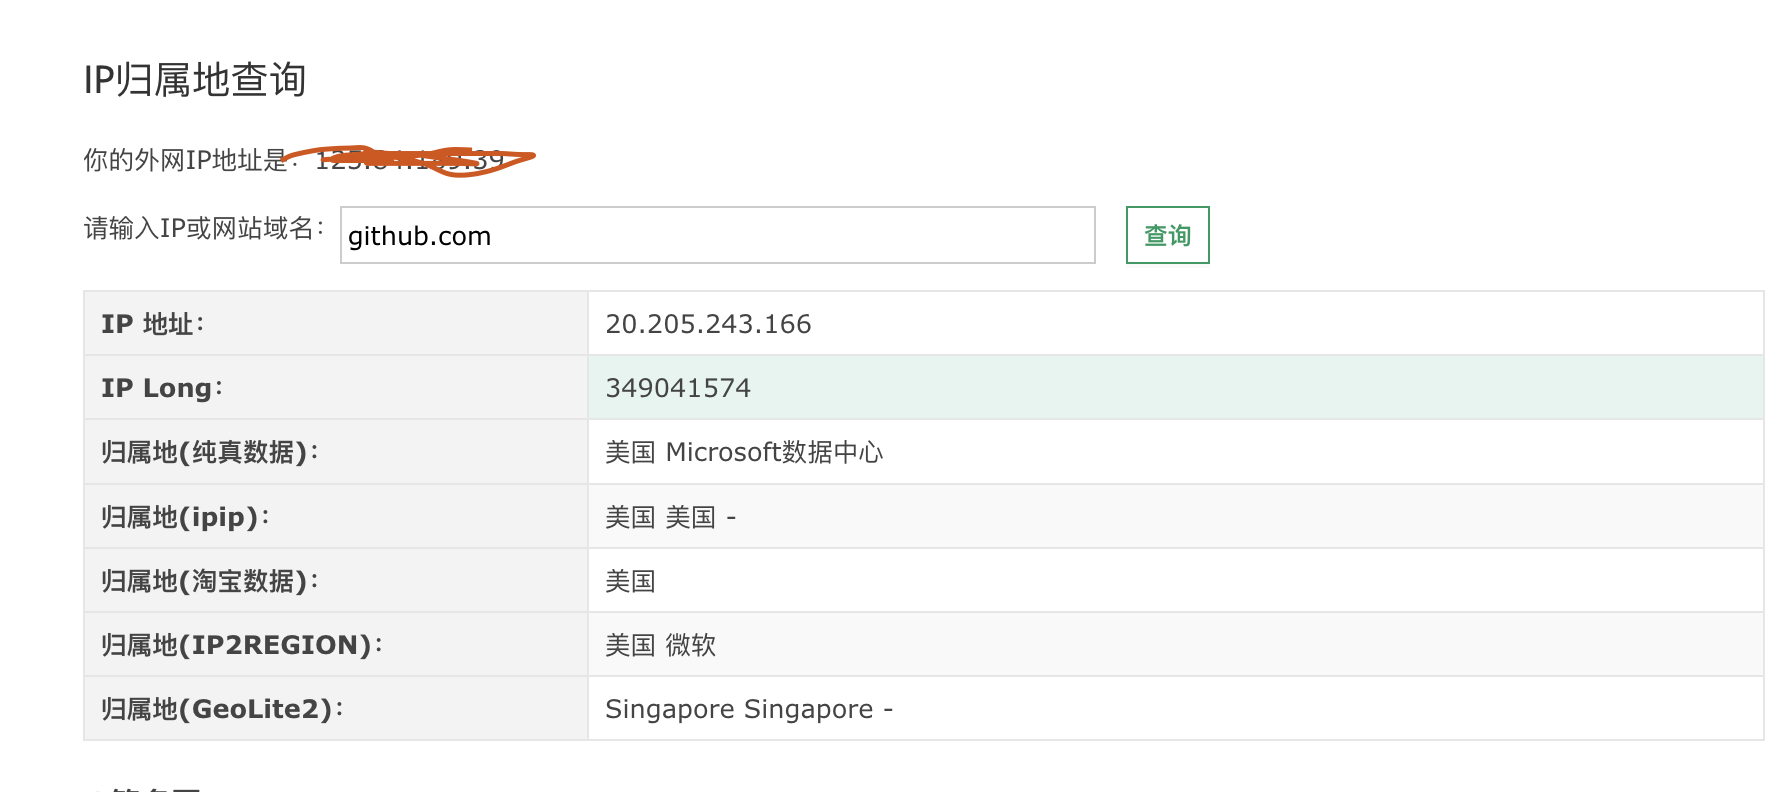 IP归属地查询
你的外网IP地址是：
请输入IP或网站域名：
github.com
查询
IP 地址： 20.205.243.166
IP Long： 349041574
归属地(纯真数据)： 美国 Microsoft数据中心
归属地(ipip)： 美国 美国 -
归属地(淘宝数据)： 美国
归属地(IP2REGION)： 美国 微软
归属地(GeoLite2)： Singapore Singapore -